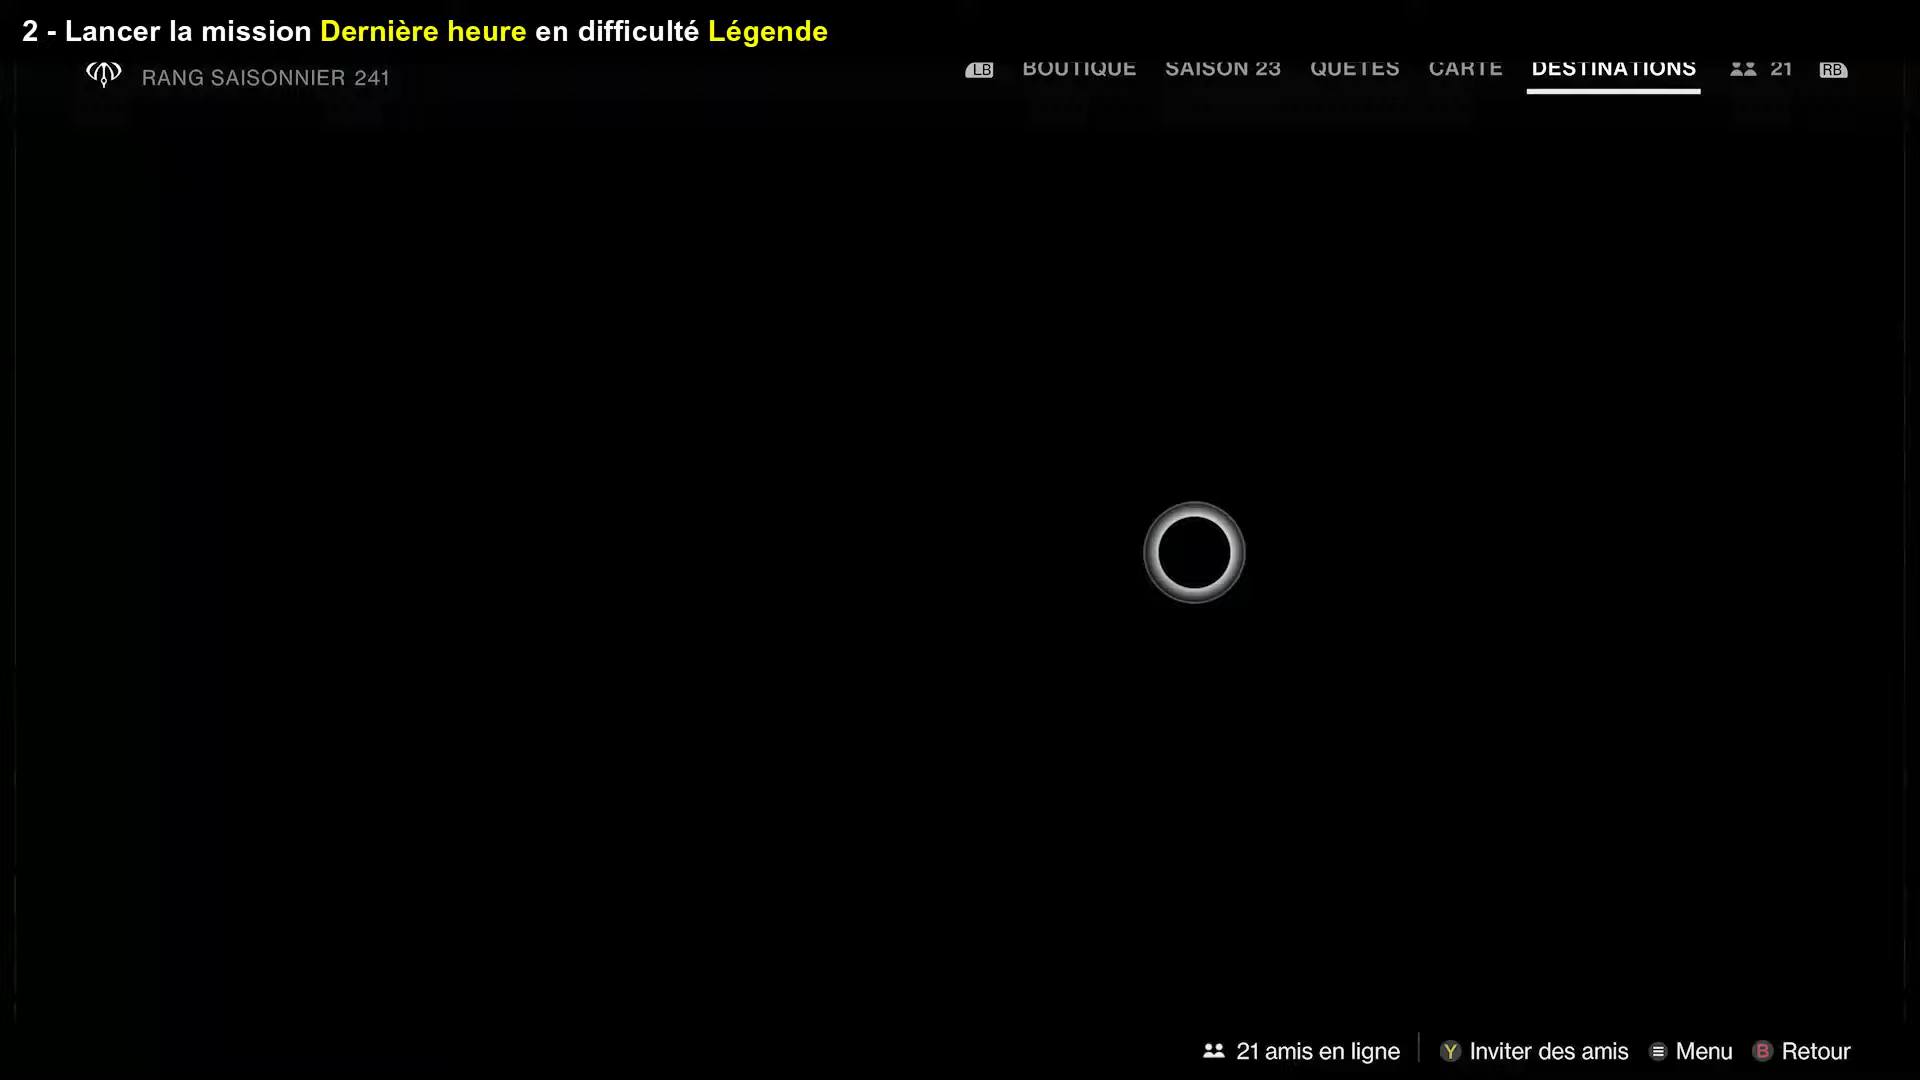 2 - Lancer la mission Dernière heure en difficulté Légende
RANG SAISONNIER 241
LB BOUTIQUE SAISON 23 QUÊTES CARTE DESTINATIONS 21 RB
21 amis en ligne Y Inviter des amis Menu B Retour